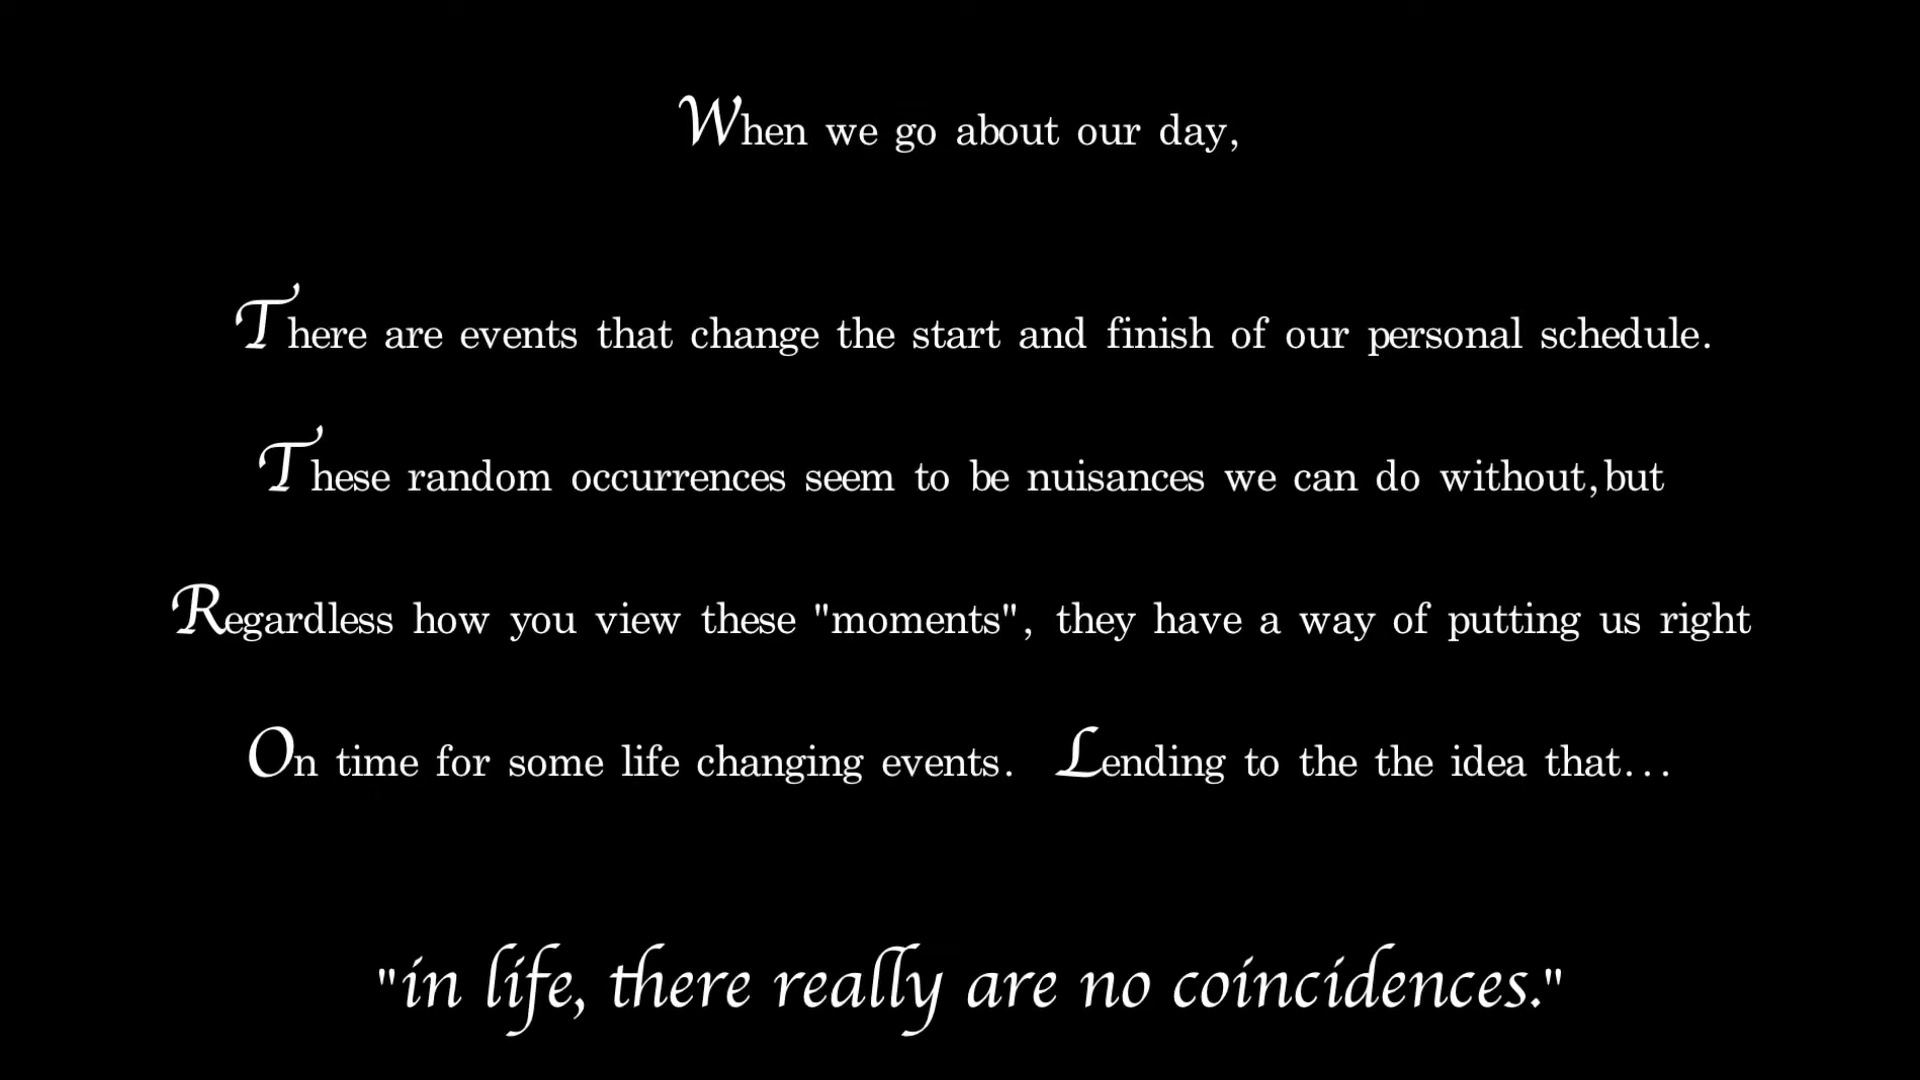 When we go about our day,
There are events that change the start and finish of our personal schedule.
These random occurrences seem to be nuisances we can do without,but
Regardless how you view these "moments", they have a way of putting us right
On time for some life changing events. Lending to the the idea that...
"in life, there really are no coincidences."